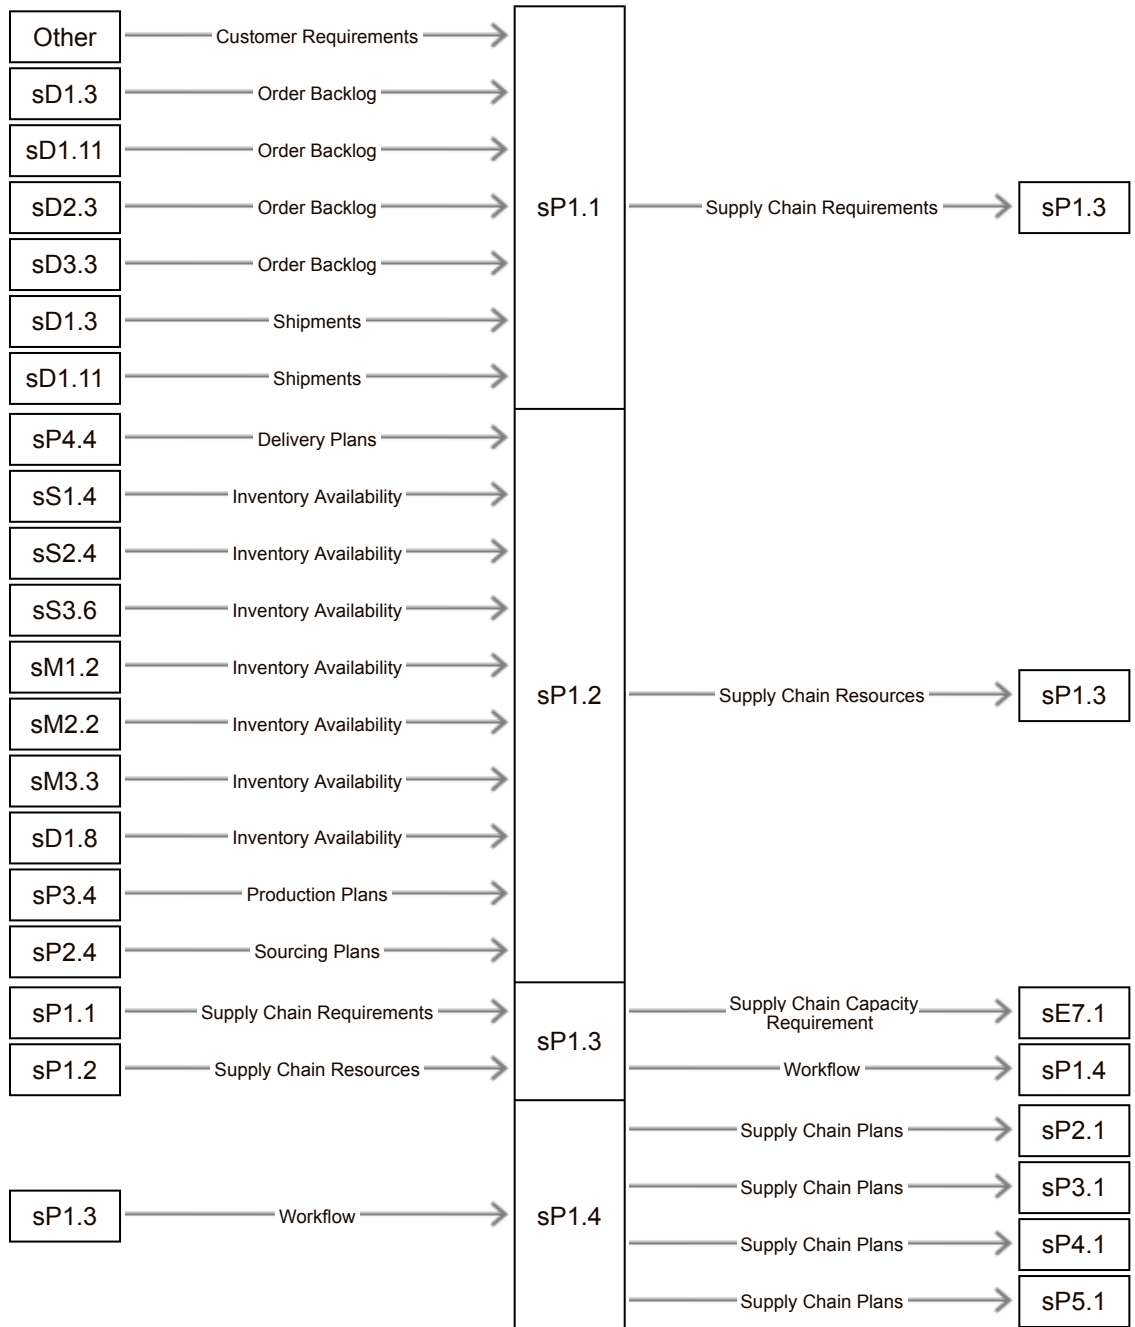 Other Customer Requirements
sD1.3 Order Backlog
sD1.11 Order Backlog
sD2.3 Order Backlog
sP1.1 Supply Chain Requirements sP1.3
sD3.3 Order Backlog
sD1.3 Shipments
sD1.11 Shipments
sP4.4 Delivery Plans
sS1.4 Inventory Availability
sS2.4 Inventory Availability
sS3.6 Inventory Availability
sM1.2 Inventory Availability
sP1.2 Supply Chain Resources sP1.3
sM2.2 Inventory Availability
sM3.3 Inventory Availability
sD1.8 Inventory Availability
sP3.4 Production Plans
sP2.4 Sourcing Plans
sP1.1 Supply Chain Requirements
sP1.2 Supply Chain Resources
sP1.3
Supply Chain Capacity
Requirement
sE7.1
Workflow sP1.4
sP1.3 Workflow sP1.4
Supply Chain Plans sP2.1
Supply Chain Plans sP3.1
Supply Chain Plans sP4.1
Supply Chain Plans sP5.1